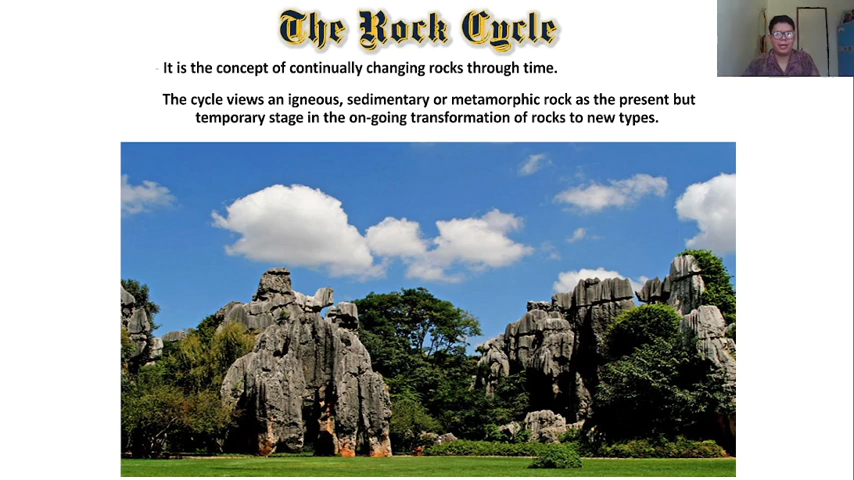 The Rock Cycle
- It is the concept of continually changing rocks through time.
The cycle views an igneous, sedimentary or metamorphic rock as the present but
temporary stage in the on-going transformation of rocks to new types.